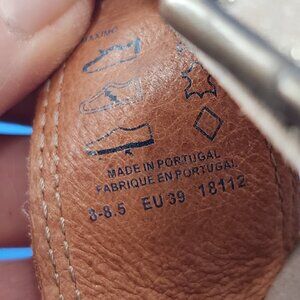 MADE IN PORTUGAL
FABRIQUE EN PORTUGAL
8-8.5 EU 39 18112